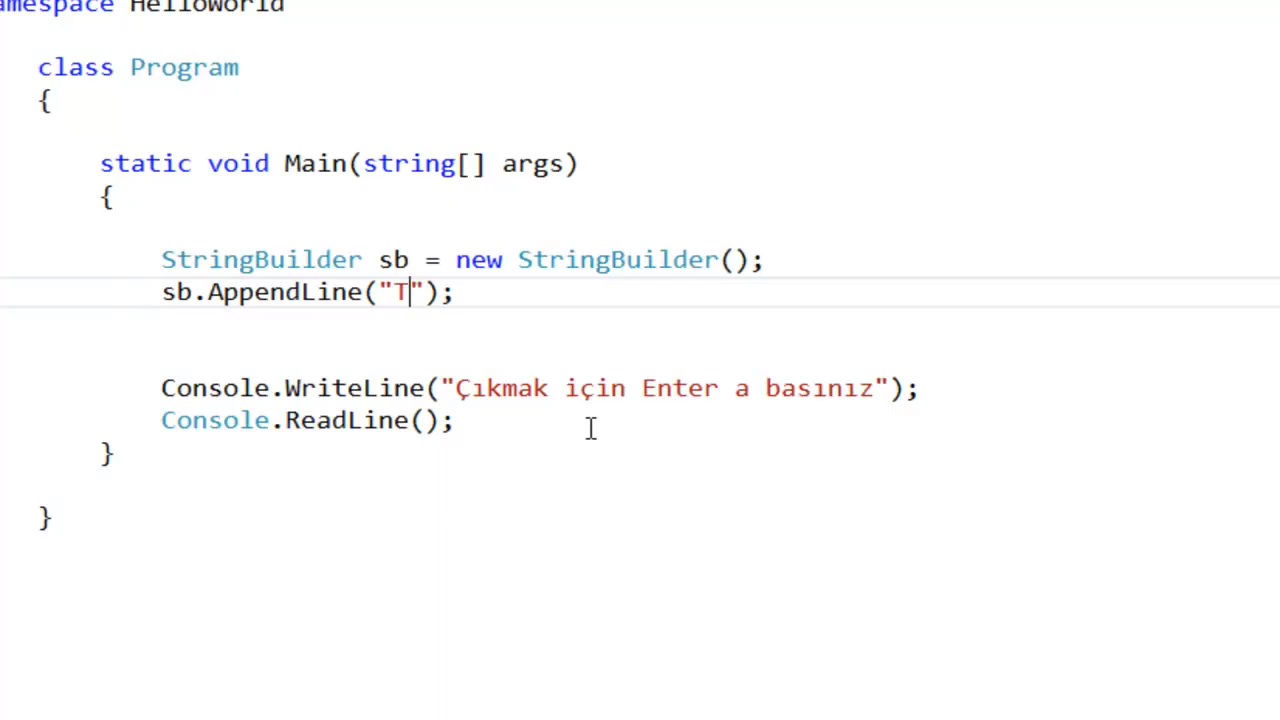 namespace HelloWorld
class Program
{
static void Main(string[] args)
{
StringBuilder sb = new StringBuilder();
sb.AppendLine("T");
Console.WriteLine("Çıkmak için Enter a basınız");
Console.ReadLine();
}
}